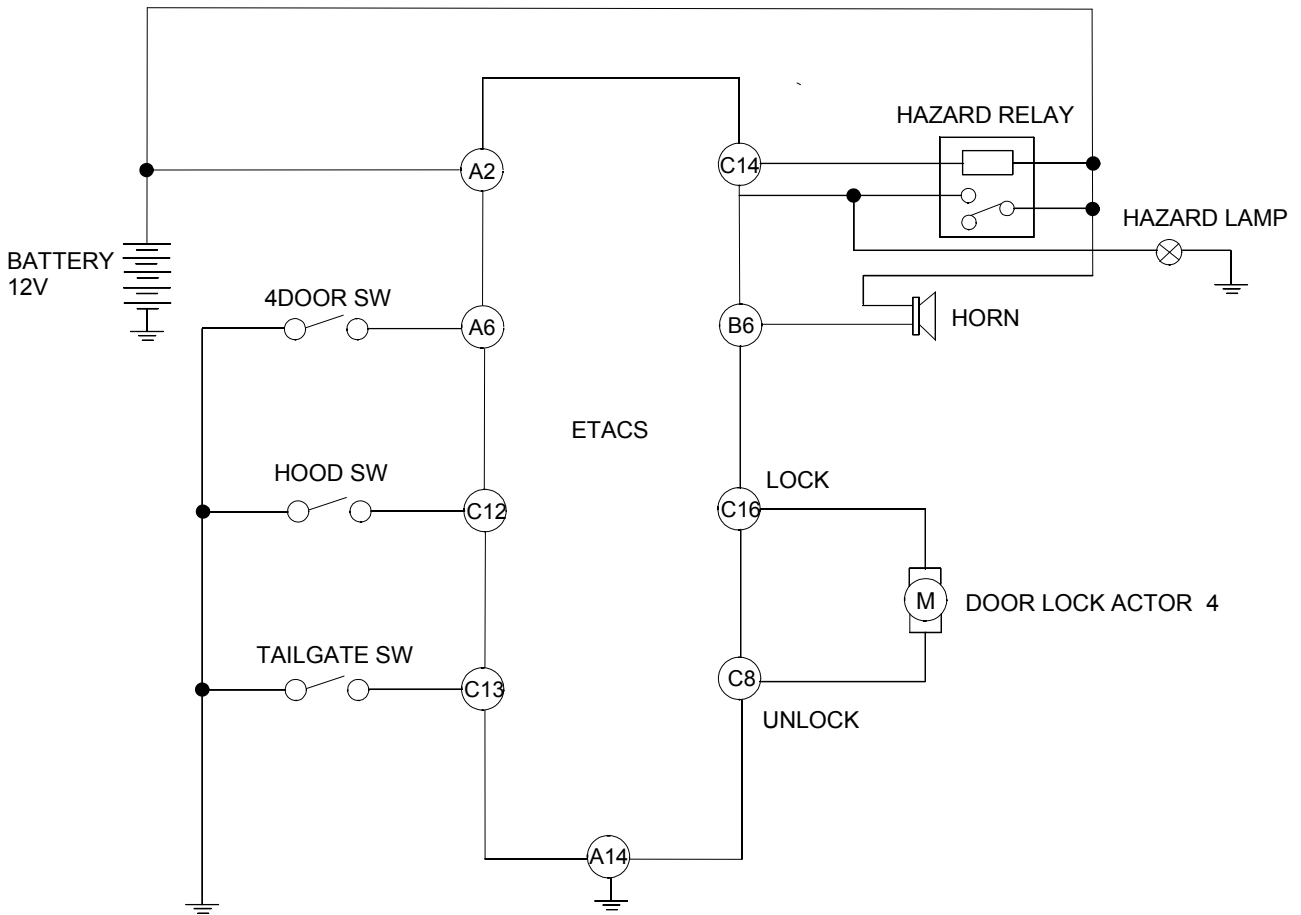 HAZARD RELAY
A2
C14
HAZARD LAMP
BATTERY
12V
4DOOR SW
A6
B6
HORN
ETACS
HOOD SW
LOCK
C12
C16
M
DOOR LOCK ACTOR 4
TAILGATE SW
C13
C8
UNLOCK
A14